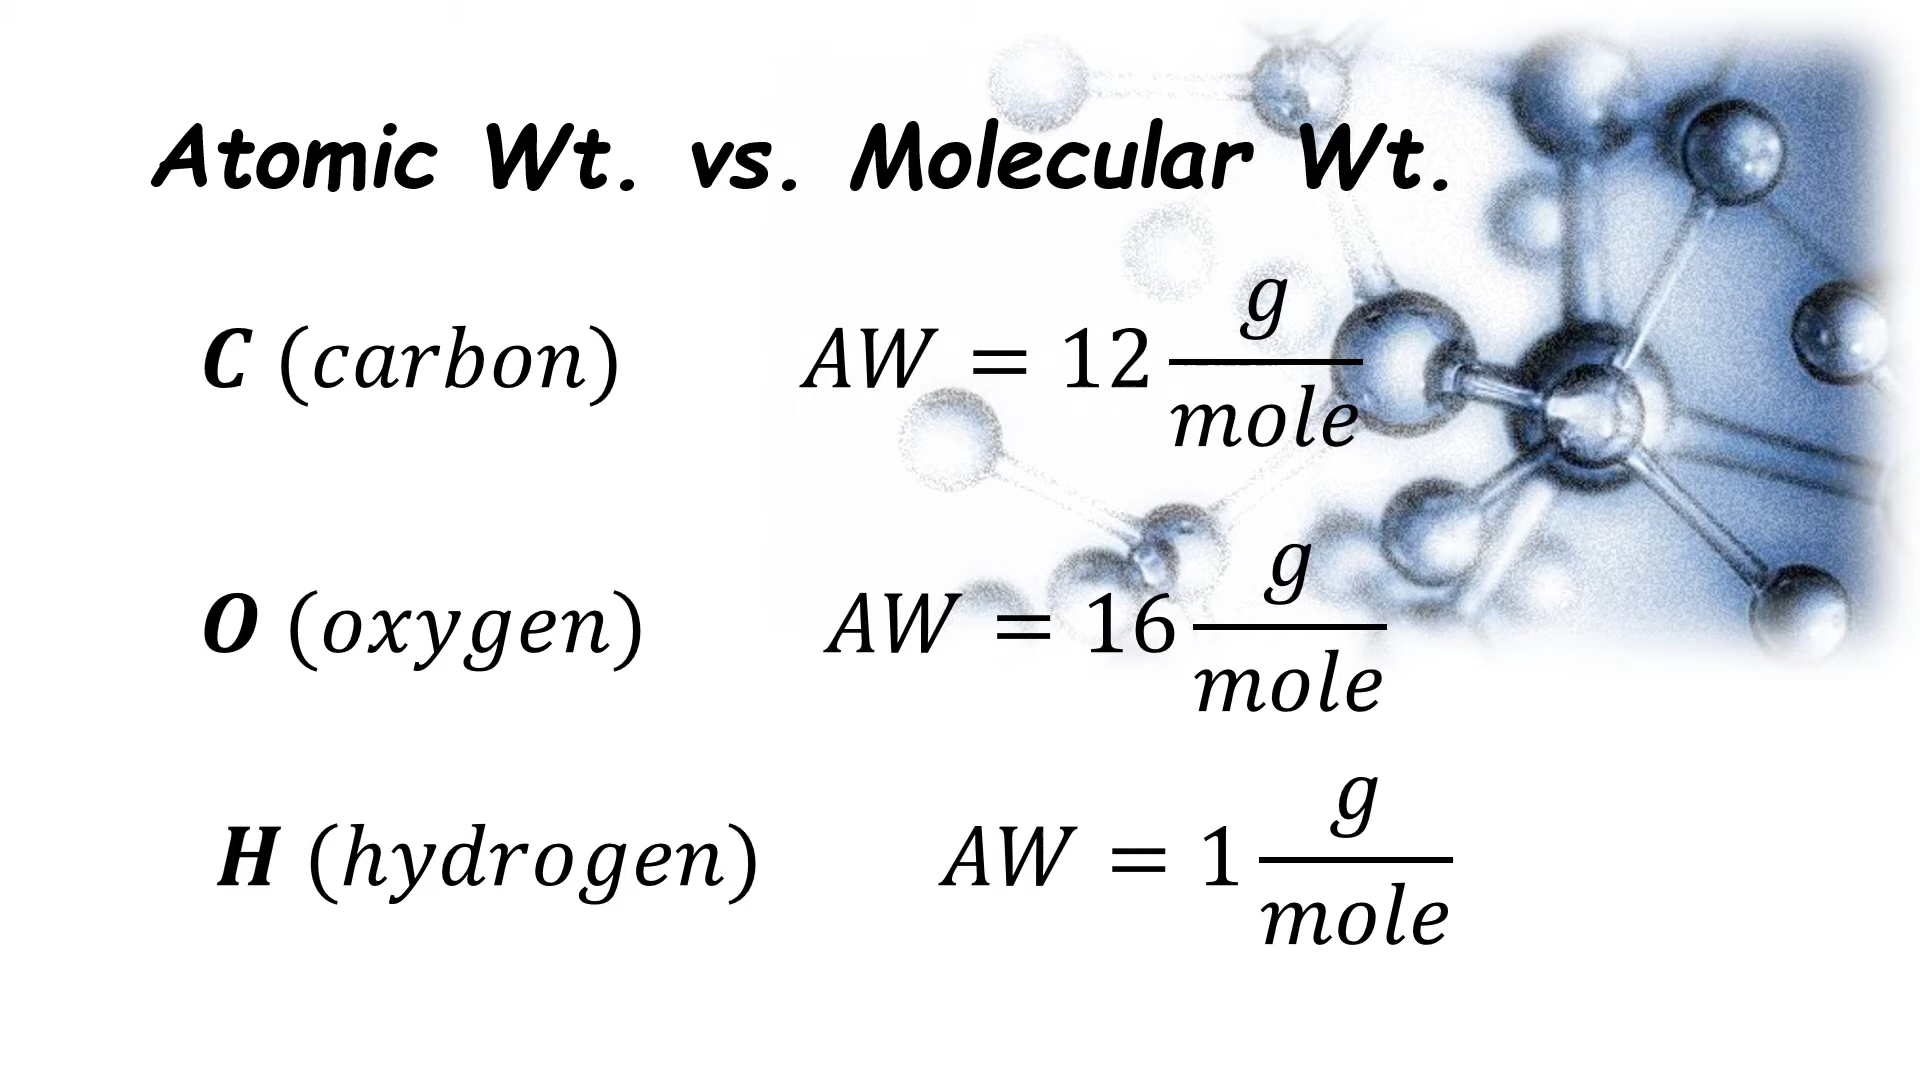 Atomic Wt. vs. Molecular Wt.
C (carbon) AW = 12 g/mole
O (oxygen) AW = 16 g/mole
H (hydrogen) AW = 1 g/mole